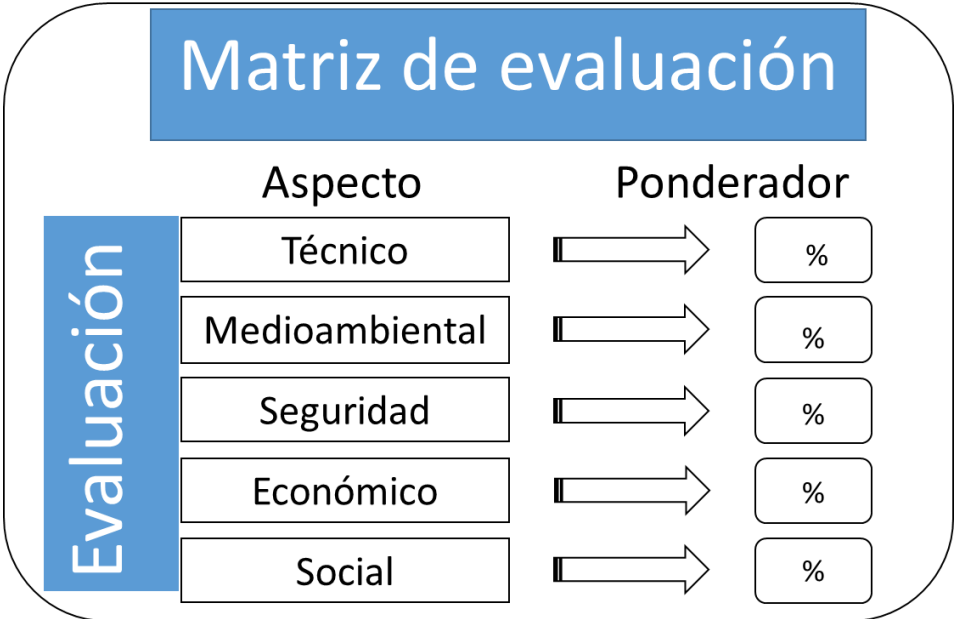 Matriz de evaluación
Aspecto Ponderador
Evaluación
Técnico %
Medioambiental %
Seguridad %
Económico %
Social %